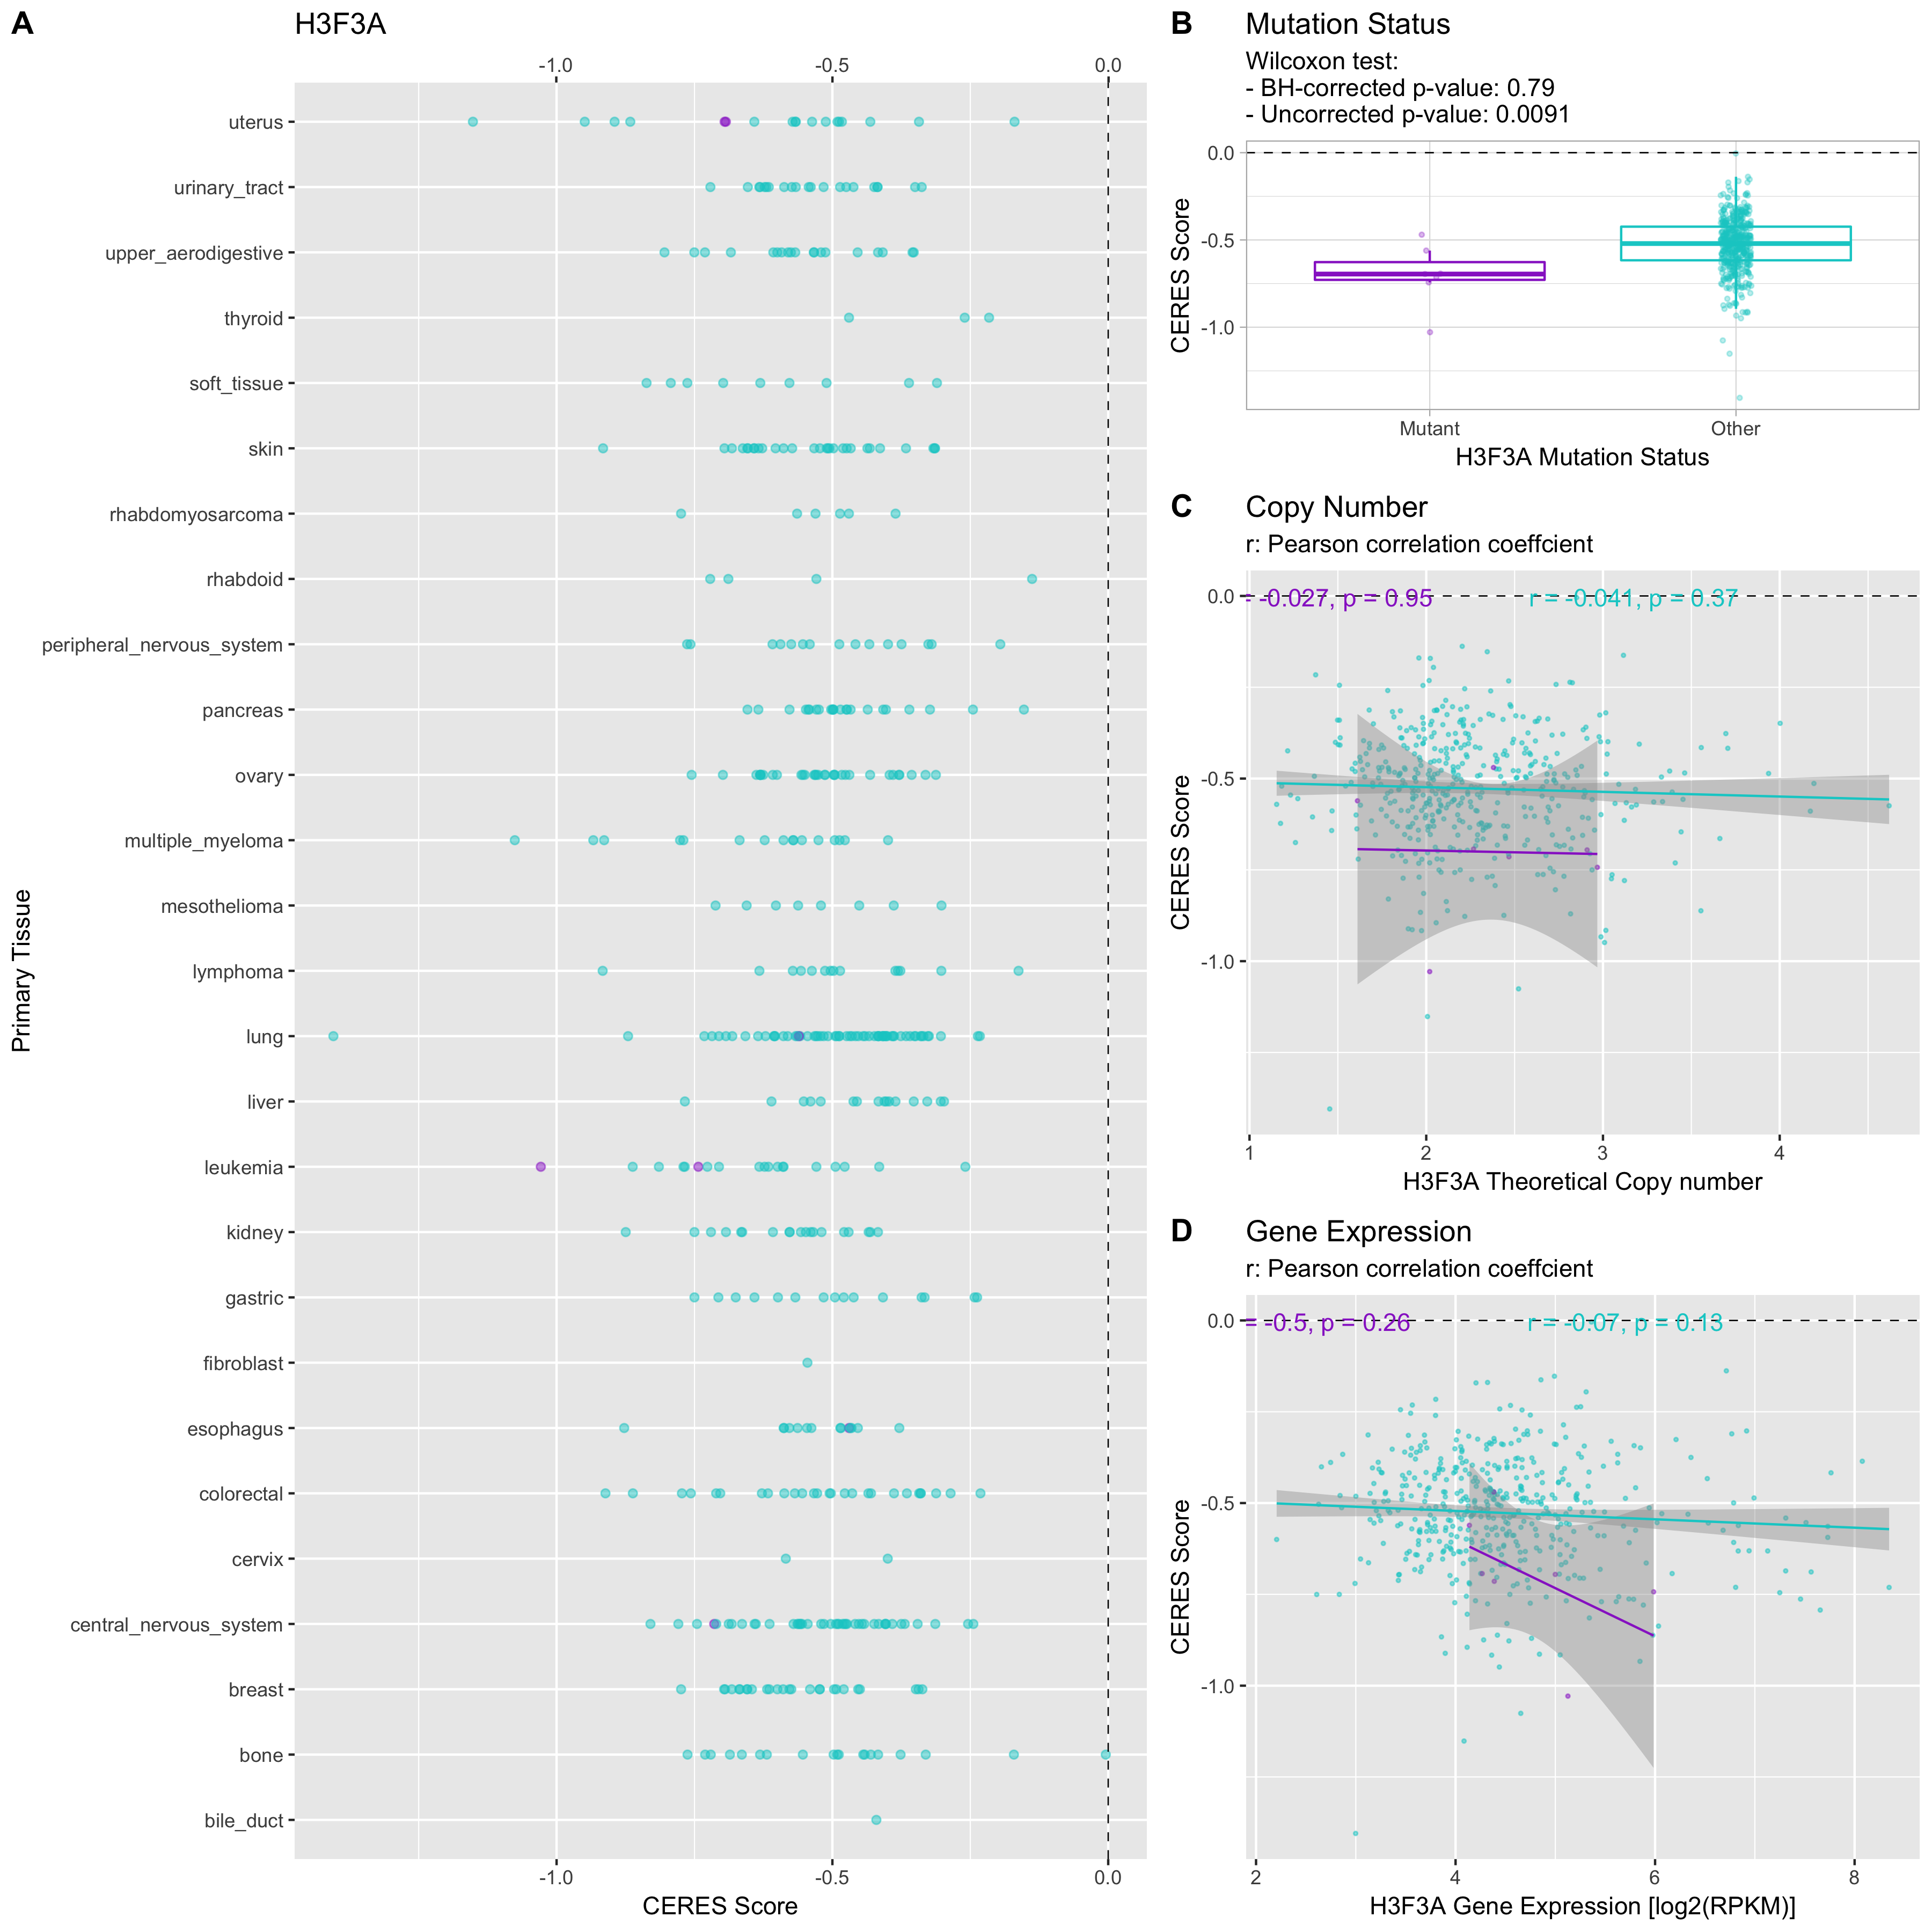 A
H3F3A
-1.0 -0.5 0.0
Primary Tissue
uterus
urinary_tract
upper_aerodigestive
thyroid
soft_tissue
skin
rhabdomyosarcoma
rhabdoid
peripheral_nervous_system
pancreas
ovary
multiple_myeloma
mesothelioma
lymphoma
lung
liver
leukemia
kidney
gastric
fibroblast
esophagus
colorectal
cervix
central_nervous_system
breast
bone
bile_duct
-1.0 -0.5 0.0
CERES Score
B
Mutation Status
Wilcoxon test:
- BH-corrected p-value: 0.79
- Uncorrected p-value: 0.0091
CERES Score
0.0
-0.5
-1.0
Mutant Other
H3F3A Mutation Status
C
Copy Number
r: Pearson correlation coeffcient
= -0.027, p = 0.95 r = -0.041, p = 0.37
CERES Score
0.0
-0.5
-1.0
1 2 3 4
H3F3A Theoretical Copy number
D
Gene Expression
r: Pearson correlation coeffcient
= -0.5, p = 0.26 r = -0.07, p = 0.13
CERES Score
0.0
-0.5
-1.0
2 4 6 8
H3F3A Gene Expression [log2(RPKM)]